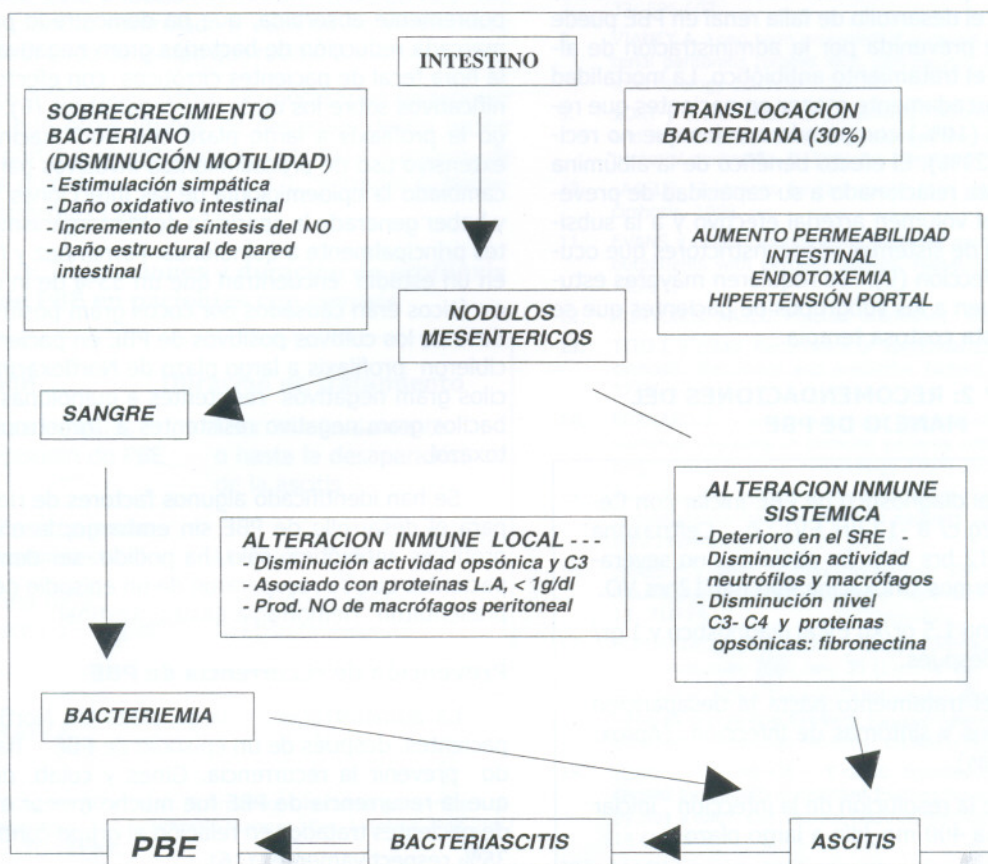 INTESTINO
SOBRECRECIMIENTO
BACTERIANO
(DISMINUCIÓN MOTILIDAD)
- Estimulación simpática
- Daño oxidativo intestinal
- Incremento de síntesis del NO
- Daño estructural de pared
intestinal
TRANSLOCACION
BACTERIANA (30%)
AUMENTO PERMEABILIDAD
INTESTINAL
ENDOTOXEMIA
HIPERTENSIÓN PORTAL
NODULOS
MESENTERICOS
SANGRE
ALTERACION INMUNE LOCAL ----
- Disminución actividad opsónica y C3
- Asociado con proteínas L.A, < 1g/dl
- Prod. NO de macrófagos peritoneal
ALTERACION INMUNE
SISTEMICA
- Deterioro en el SRE -
Disminución actividad
neutrófilos y macrófagos
- Disminución nivel
C3- C4 y proteínas
opsónicas: fibronectina
BACTERIEMIA
PBE
BACTERIASCITIS
ASCITIS